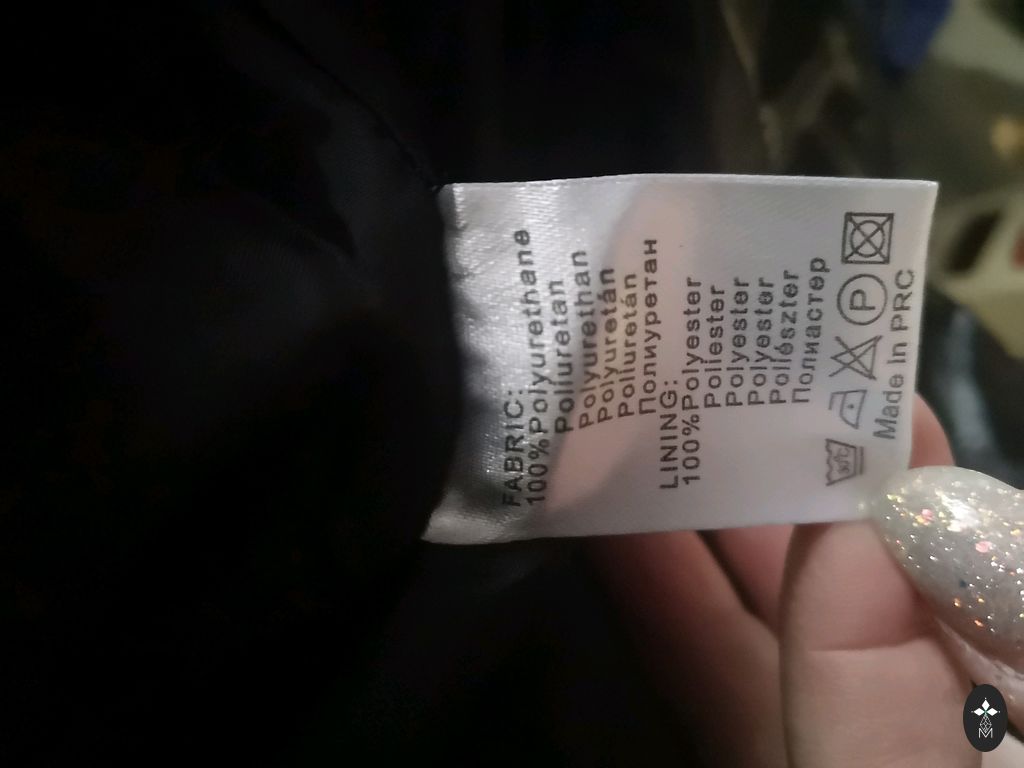 FABRIC:
100%Polyurethane
Poliuretan
Polyurethan
Polyuretán
Poliuretán
Полиуретан
LINING:
100%Polyester
Poliester
Polyester
Polyester
Poliészter
Полиастер
30°C P
Made in PRC
M